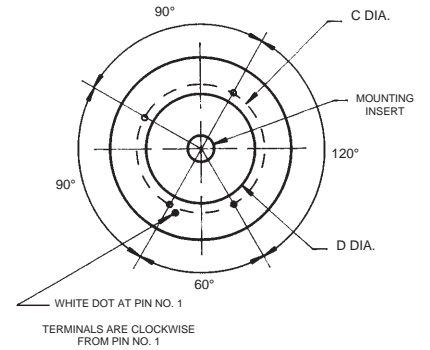 90°
C DIA.
MOUNTING
INSERT
120°
90°
D DIA.
60°
WHITE DOT AT PIN NO. 1
TERMINALS ARE CLOCKWISE
FROM PIN NO. 1